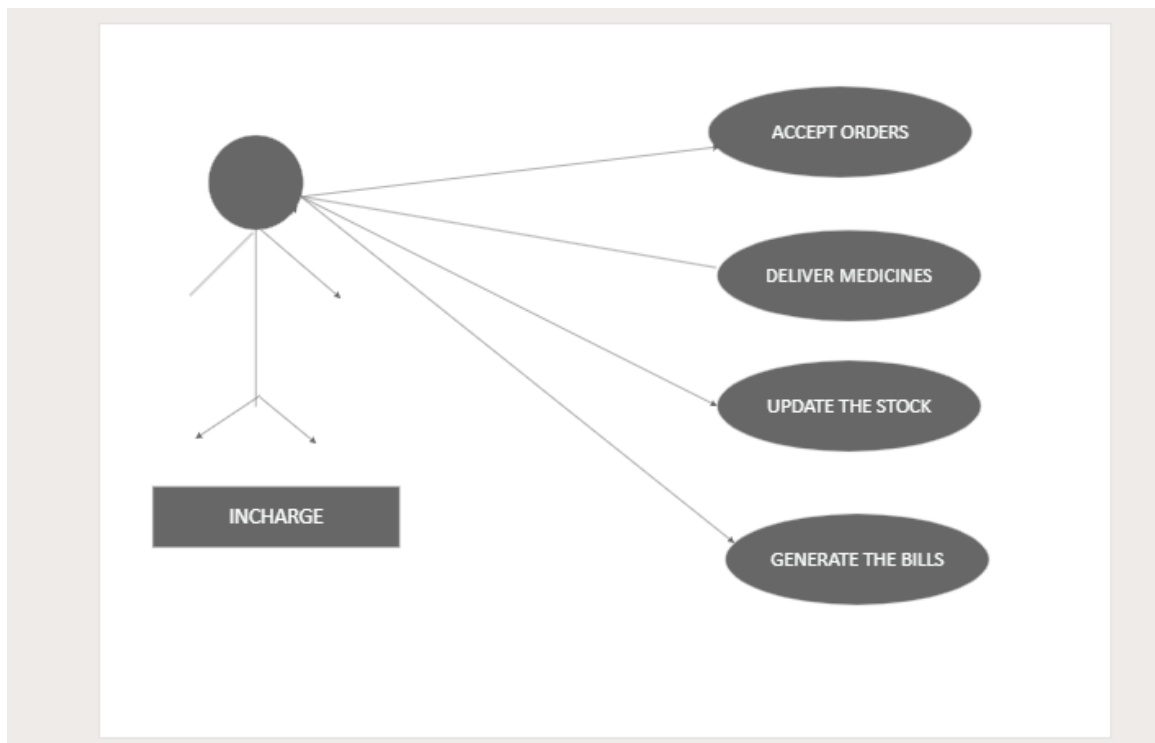 ACCEPT ORDERS
DELIVER MEDICINES
UPDATE THE STOCK
INCHARGE
GENERATE THE BILLS